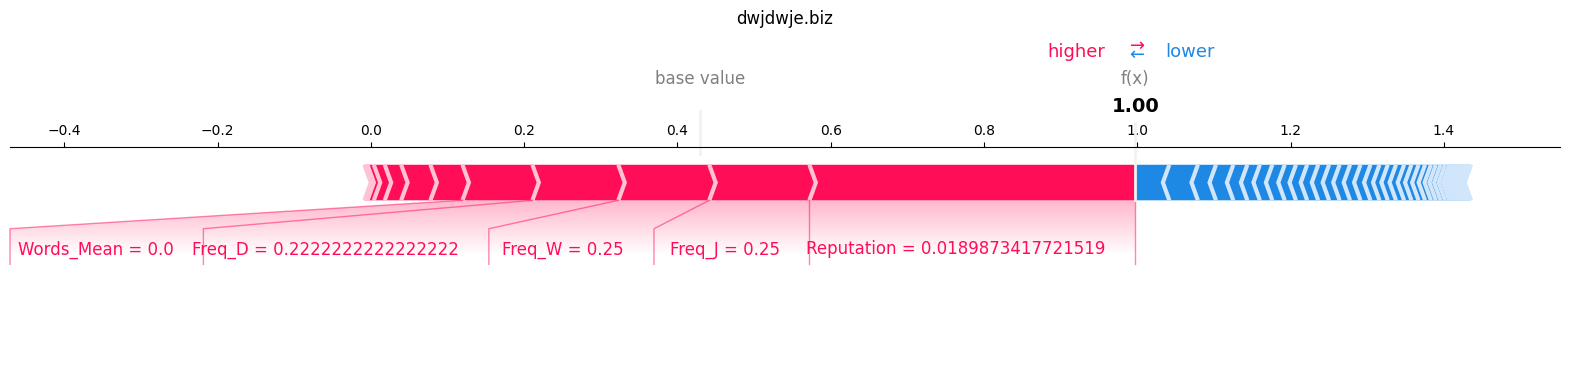 dwjdwje.biz
higher ⇄ lower
base value f(x)
1.00
−0.4 −0.2 0.0 0.2 0.4 0.6 0.8 1.0 1.2 1.4
Words_Mean = 0.0 Freq_D = 0.2222222222222222 Freq_W = 0.25 Freq_J = 0.25 Reputation = 0.0189873417721519